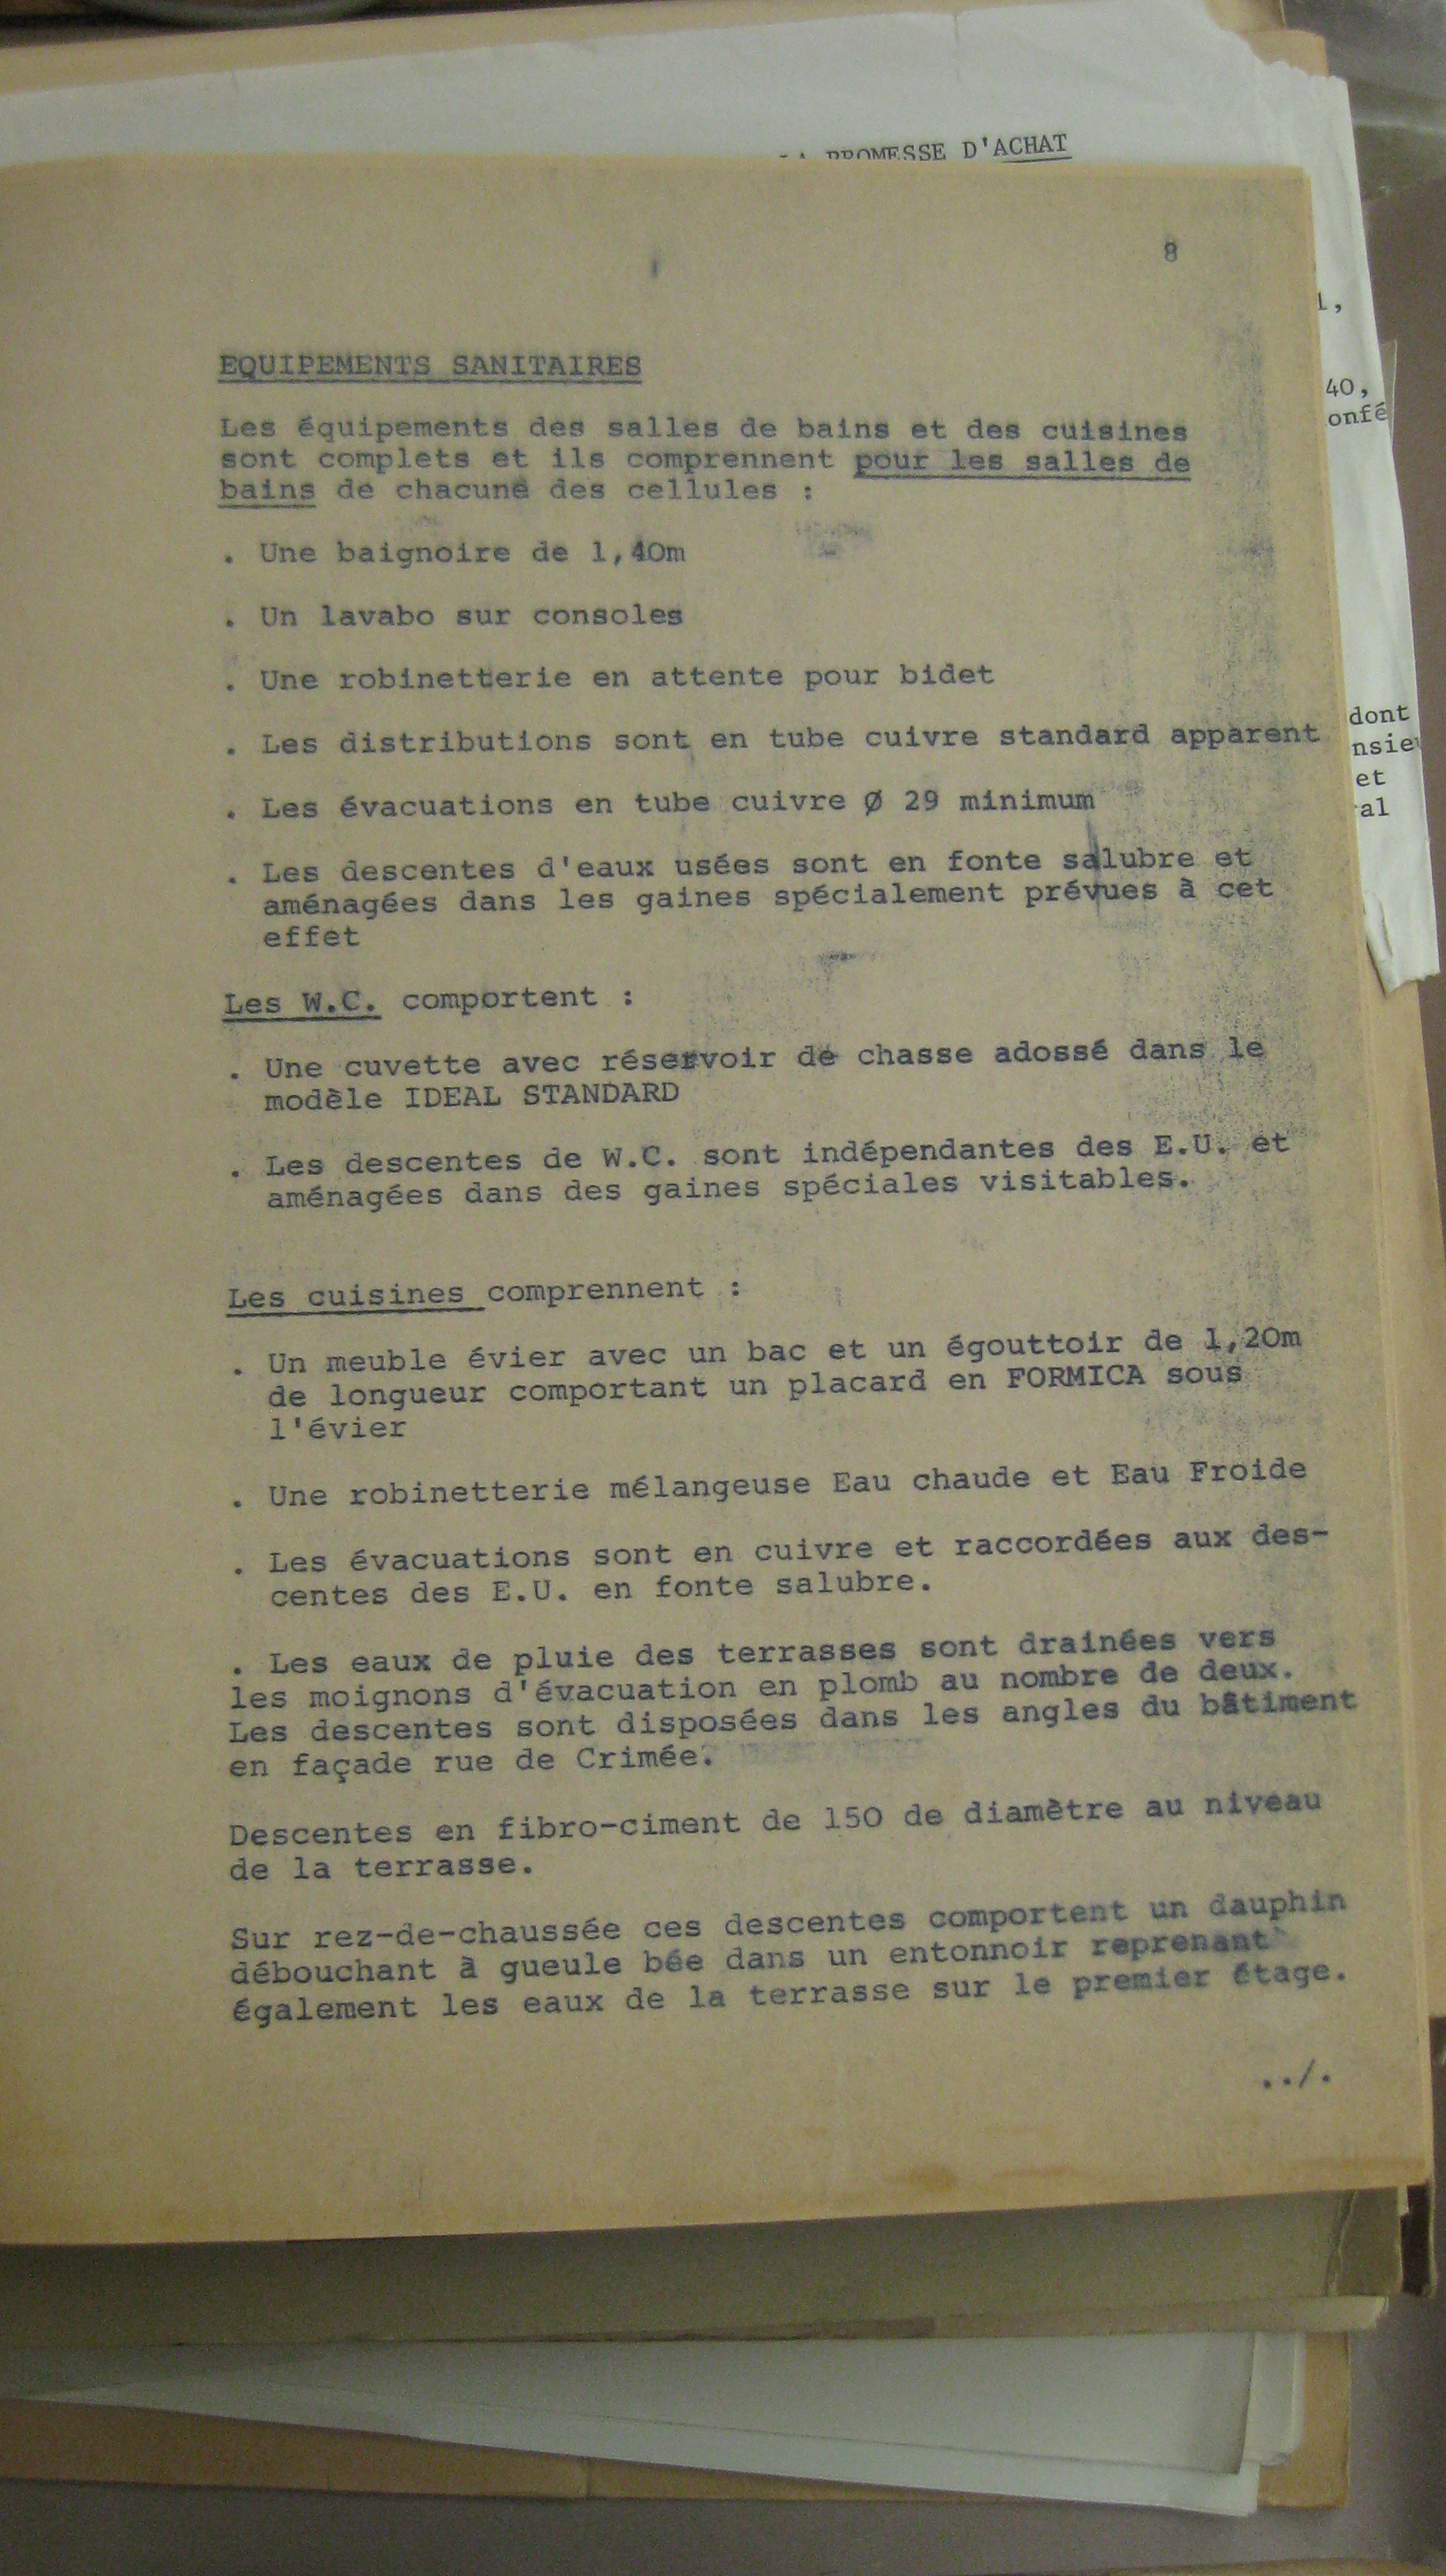 PROMESSE D'ACHAT
8
1,
40,
onfé
EQUIPEMENTS SANITAIRES
Les équipements des salles de bains et des cuisines
sont complets et ils comprennent pour les salles de
bains de chacune des cellules :
. Une baignoire de 1,40m
. Un lavabo sur consoles
. Une robinetterie en attente pour bidet
. Les distributions sont en tube cuivre standard apparent
. Les évacuations en tube cuivre Ø 29 minimum
. Les descentes d'eaux usées sont en fonte salubre et
aménagées dans les gaines spécialement prévues à cet
effet
dont
nsieu
et
al
Les W.C. comportent :
. Une cuvette avec réservoir de chasse adossé dans le
modèle IDEAL STANDARD
. Les descentes de W.C. sont indépendantes des E.U. et
aménagées dans des gaines spéciales visitables.
Les cuisines comprennent :
. Un meuble évier avec un bac et un égouttoir de 1,20m
de longueur comportant un placard en FORMICA sous
l'évier
. Une robinetterie mélangeuse Eau chaude et Eau Froide
. Les évacuations sont en cuivre et raccordées aux des-
centes des E.U. en fonte salubre.
. Les eaux de pluie des terrasses sont drainées vers
les moignons d'évacuation en plomb au nombre de deux.
Les descentes sont disposées dans les angles du bâtiment
en façade rue de Crimée.
Descentes en fibro-ciment de 150 de diamètre au niveau
de la terrasse.
Sur rez-de-chaussée ces descentes comportent un dauphin
débouchant à gueule bée dans un entonnoir reprenant
également les eaux de la terrasse sur le premier étage.
../.